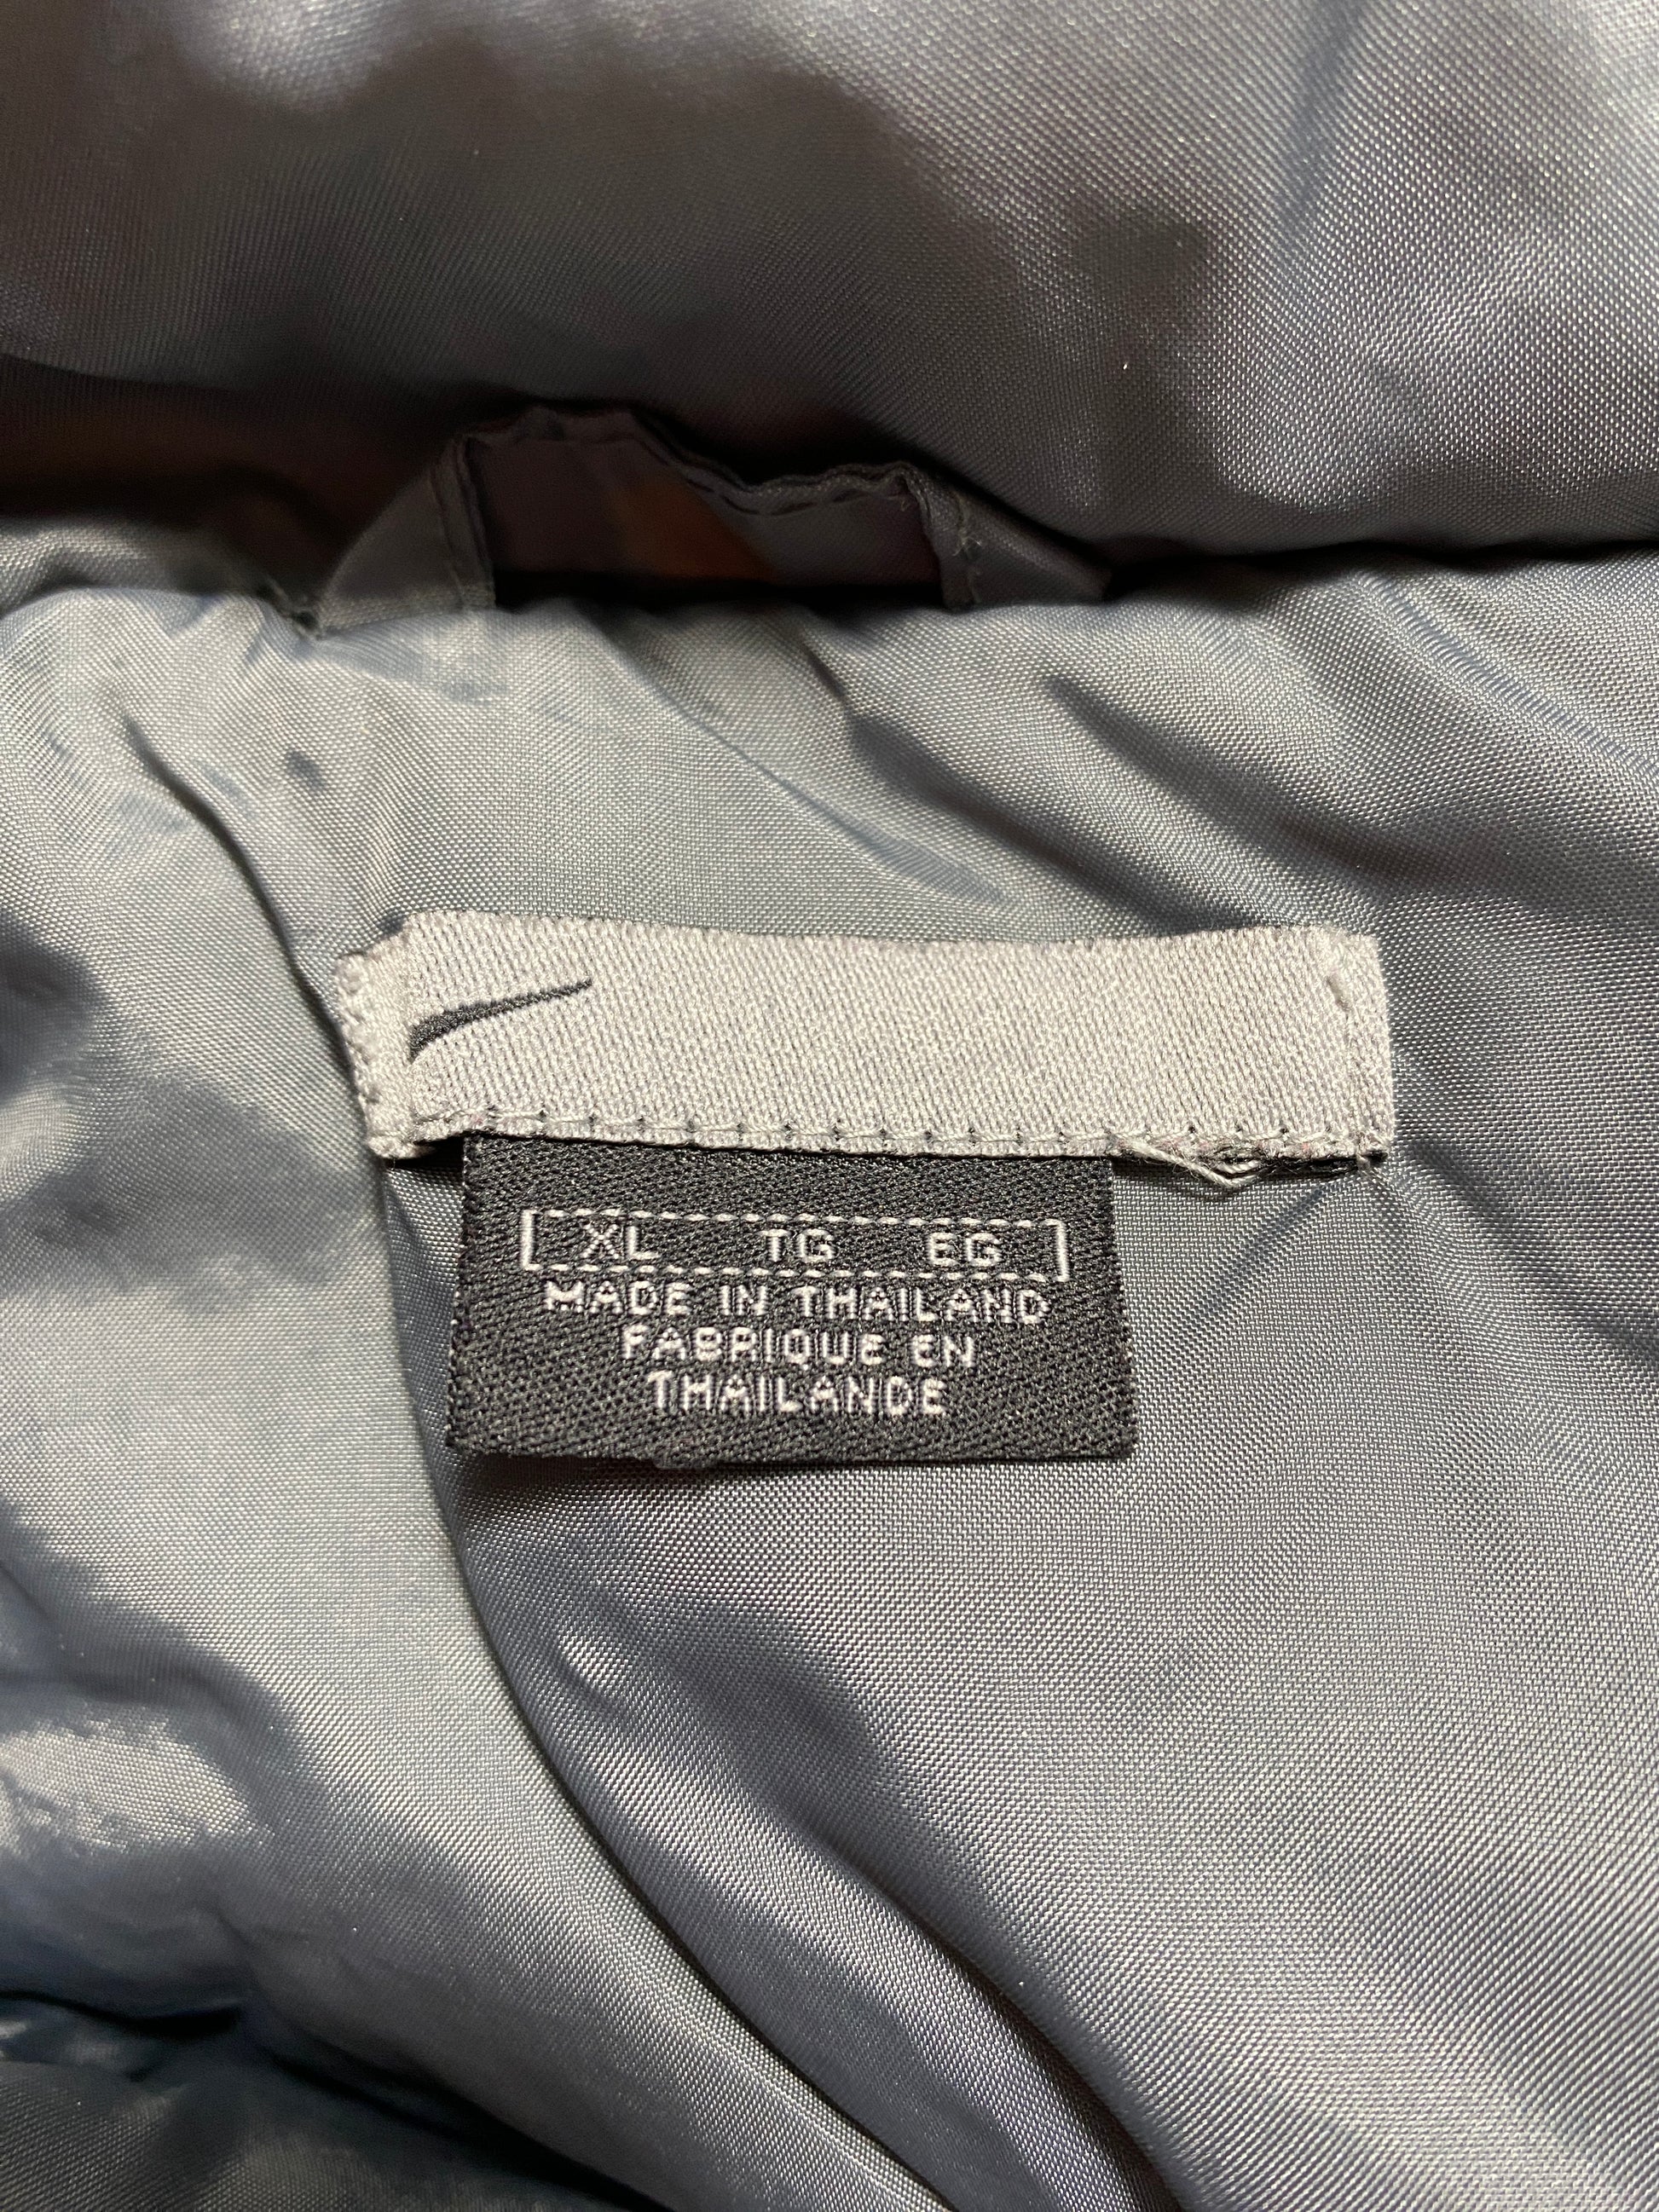 [ XL TG EG ]
MADE IN THAILAND
FABRIQUE EN
THAILANDE